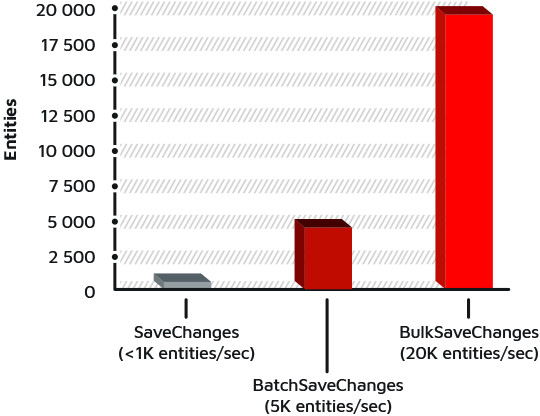 20 000
17 500
15 000
12 500
10 000
7 500
5 000
2 500
0
Entities
SaveChanges
(<1K entities/sec)
BatchSaveChanges
(5K entities/sec)
BulkSaveChanges
(20K entities/sec)